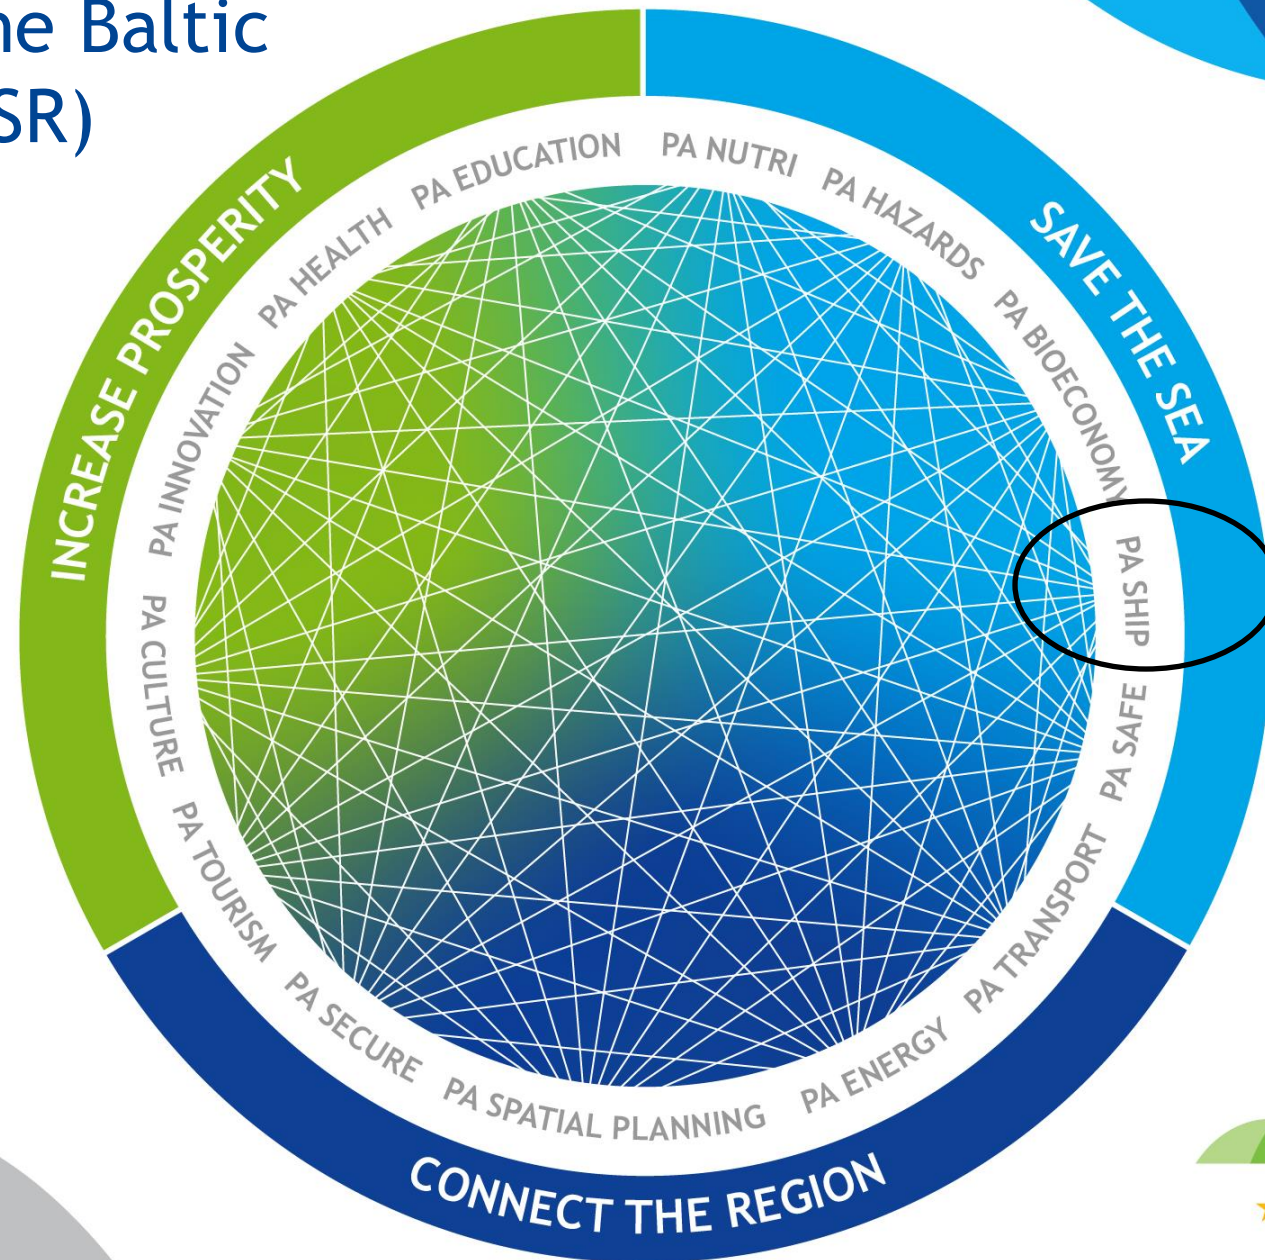 he Baltic
SR)
INCREASE PROSPERITY
SAVE THE SEA
CONNECT THE REGION
PA NUTRI
PA HAZARDS
PA BIOECONOMY
PA SHIP
PA SAFE
PA TRANSPORT
PA ENERGY
PA SPATIAL PLANNING
PA SECURE
PA TOURISM
PA CULTURE
PA INNOVATION
PA HEALTH
PA EDUCATION